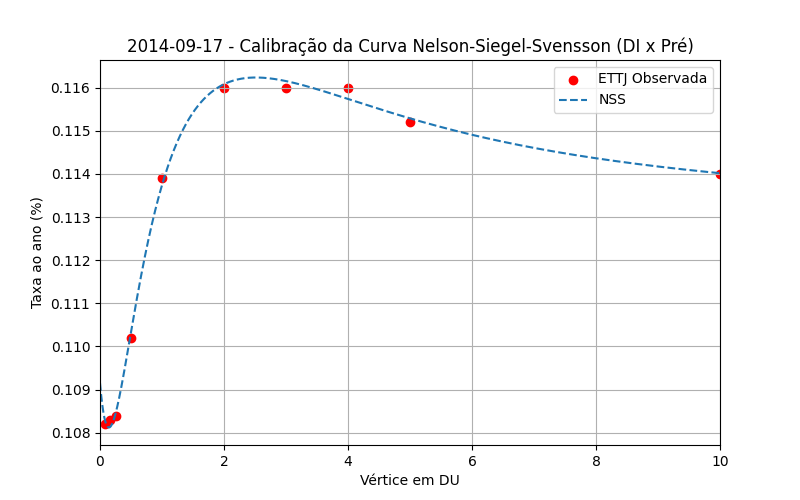 2014-09-17 - Calibração da Curva Nelson-Siegel-Svensson (DI x Pré)
ETTJ Observada
NSS
Taxa ao ano (%)
0.116
0.115
0.114
0.113
0.112
0.111
0.110
0.109
0.108
0 2 4 6 8 10
Vértice em DU